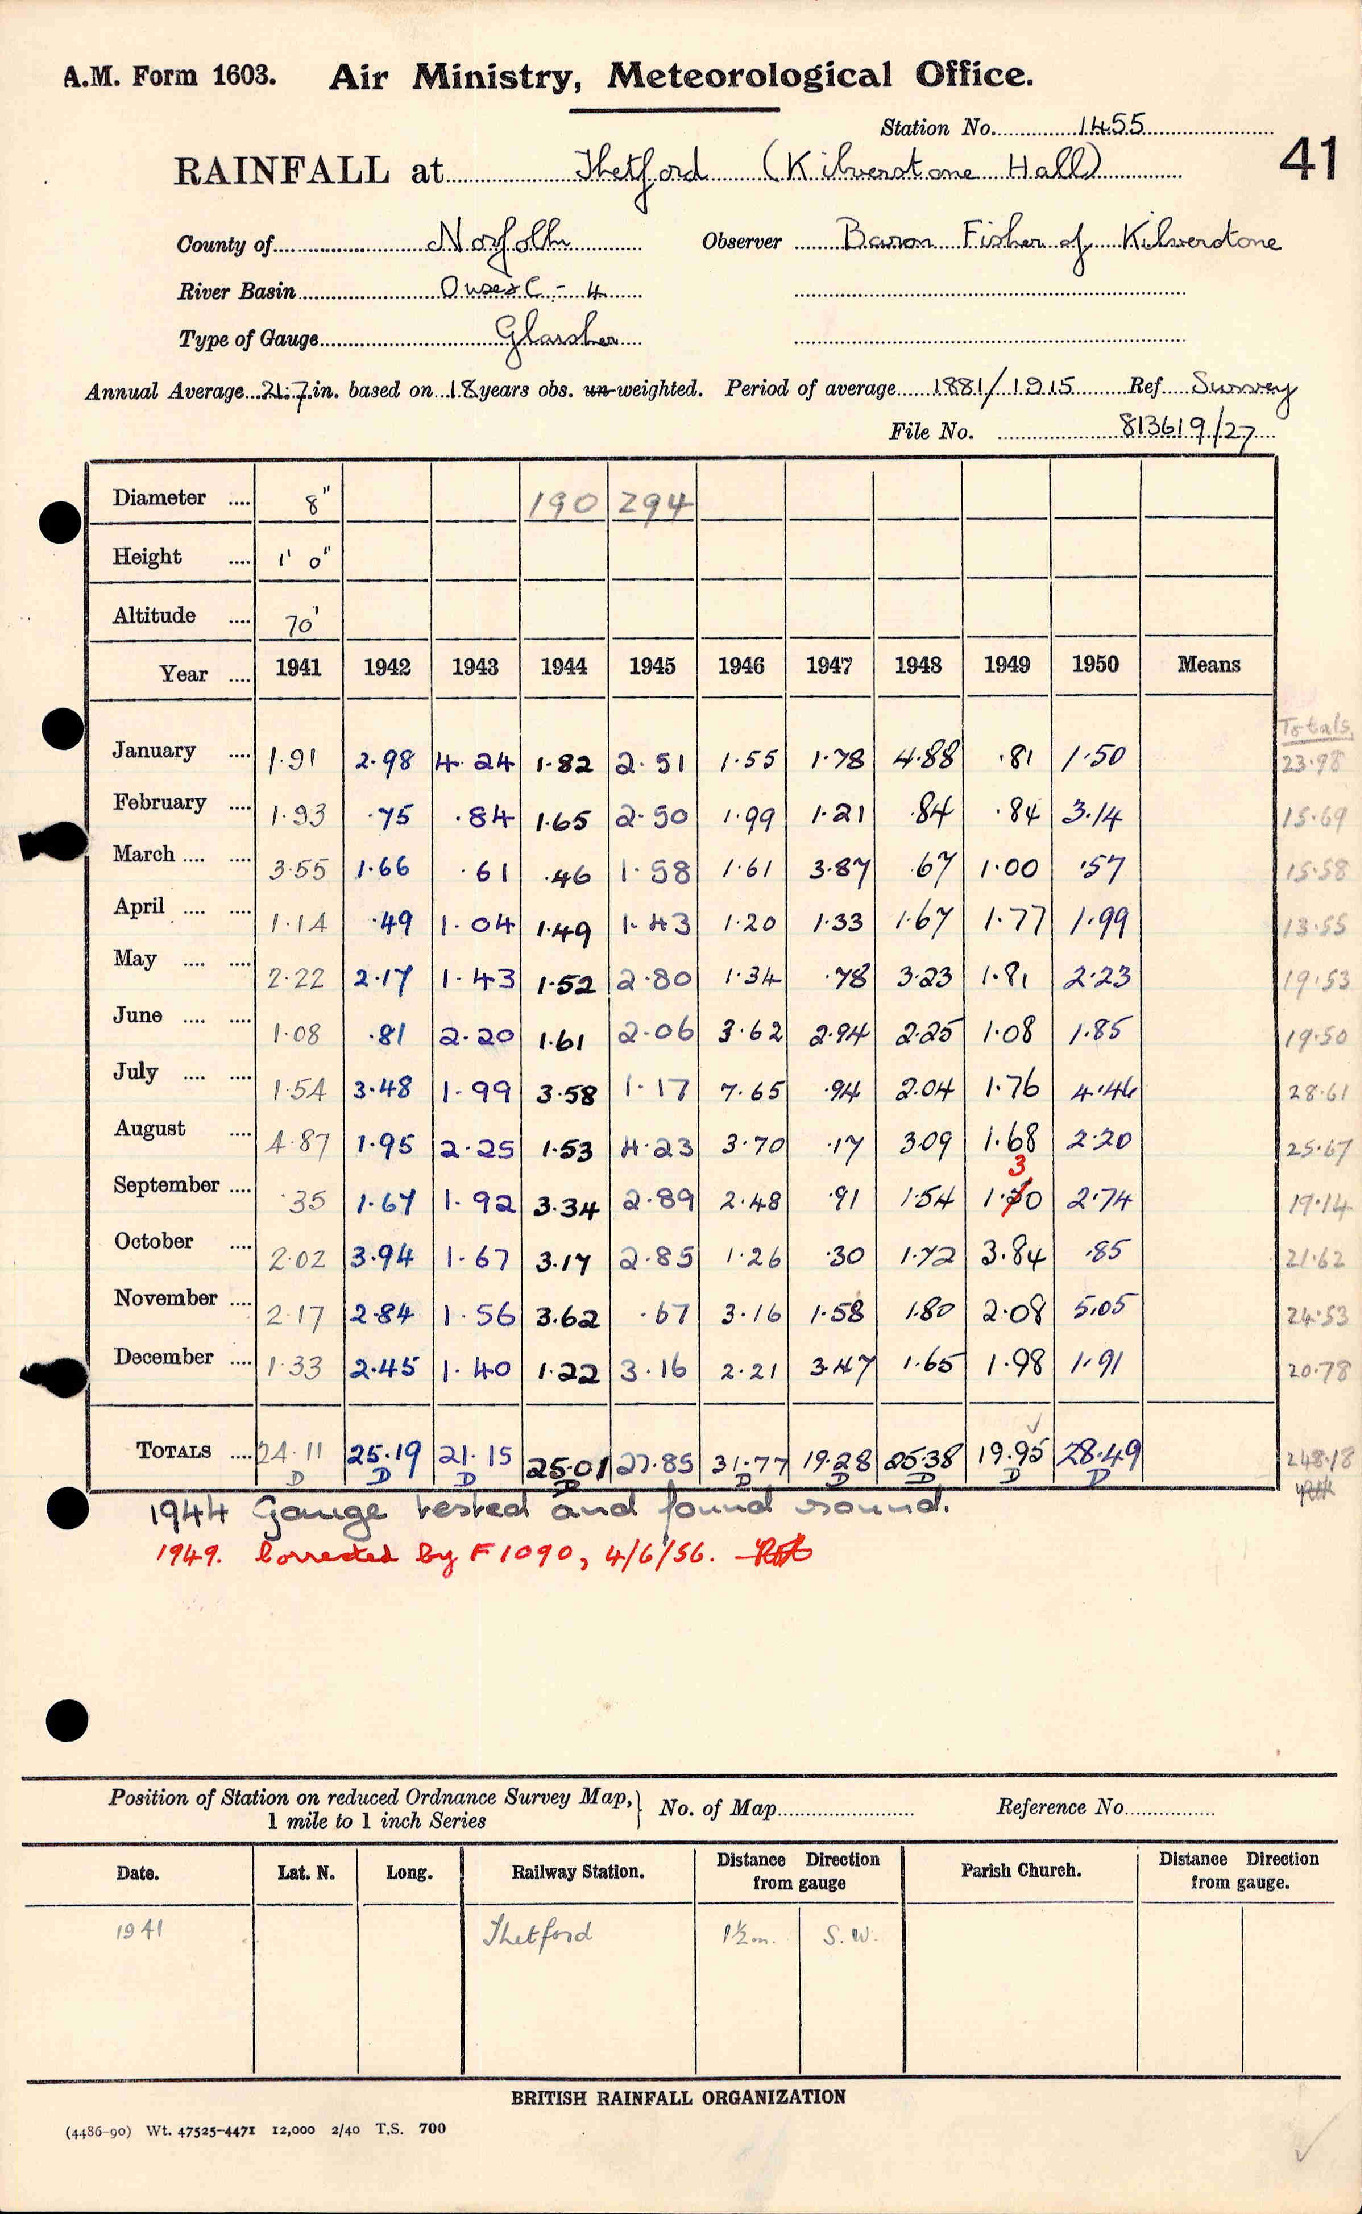 A.M. Form 1603. Air Ministry, Meteorological Office.
Station No. 1455
41
RAINFALL at Thetford (Kilverstone Hall)
County of Norfolk Observer Baron Fisher of Kilverstone
River Basin Ouse & C - 4
Type of Gauge Glaisher
Annual Average 21.7 in. based on 18 years obs. un-weighted. Period of average 1881/1915 Ref Survey
File No. 813619/27
Diameter .... 8" 190 294
Height .... 1' 0"
Altitude .... 70'
Year .... 1941 1942 1943 1944 1945 1946 1947 1948 1949 1950 Means
Totals
January .... 1.91 2.98 4.24 1.82 2.51 1.55 1.78 4.88 .81 1.50 23.98
February .... 1.93 .75 .84 1.65 2.50 1.99 1.21 .84 .84 3.14 15.69
March .... .... 3.55 1.66 .61 .46 1.58 1.61 3.87 .67 1.00 .57 15.58
April .... .... 1.14 .49 1.04 1.49 1.43 1.20 1.33 1.67 1.77 1.99 13.55
May .... .... 2.22 2.17 1.43 1.52 2.80 1.34 .78 3.23 1.81 2.23 19.53
June .... .... 1.08 .81 2.20 1.61 2.06 3.62 2.94 2.25 1.08 1.85 19.50
July .... .... 1.54 3.48 1.99 3.58 1.17 7.65 .94 2.04 1.76 4.46 28.61
August .... 4.87 1.95 2.25 1.53 4.23 3.70 .17 3.09 1.68 2.20 25.67
3
September .... .35 1.67 1.92 3.34 2.89 2.48 .91 1.54 1.20 2.74 19.14
October .... 2.02 3.94 1.67 3.17 2.85 1.26 .30 1.72 3.84 .85 21.62
November .... 2.17 2.84 1.56 3.62 .67 3.16 1.58 1.80 2.08 5.05 24.53
December .... 1.33 2.45 1.40 1.22 3.16 2.21 3.47 1.65 1.98 1.91 20.78
TOTALS .... 24.11 25.19 21.15 25.01 27.85 31.77 19.28 25.38 19.95 28.49 248.18
D D D D D D D D D
1944 Gauge tested and found sound.
1949. Corrected by F1090, 4/6/56.
Position of Station on reduced Ordnance Survey Map, No. of Map Reference No.
1 mile to 1 inch Series
Date. Lat. N. Long. Railway Station. Distance Direction from gauge Parish Church. Distance Direction from gauge.
1941 Thetford 1½m. S.W.
BRITISH RAINFALL ORGANIZATION
(4486-90) Wt. 47525-4471 12,000 2/40 T.S. 700